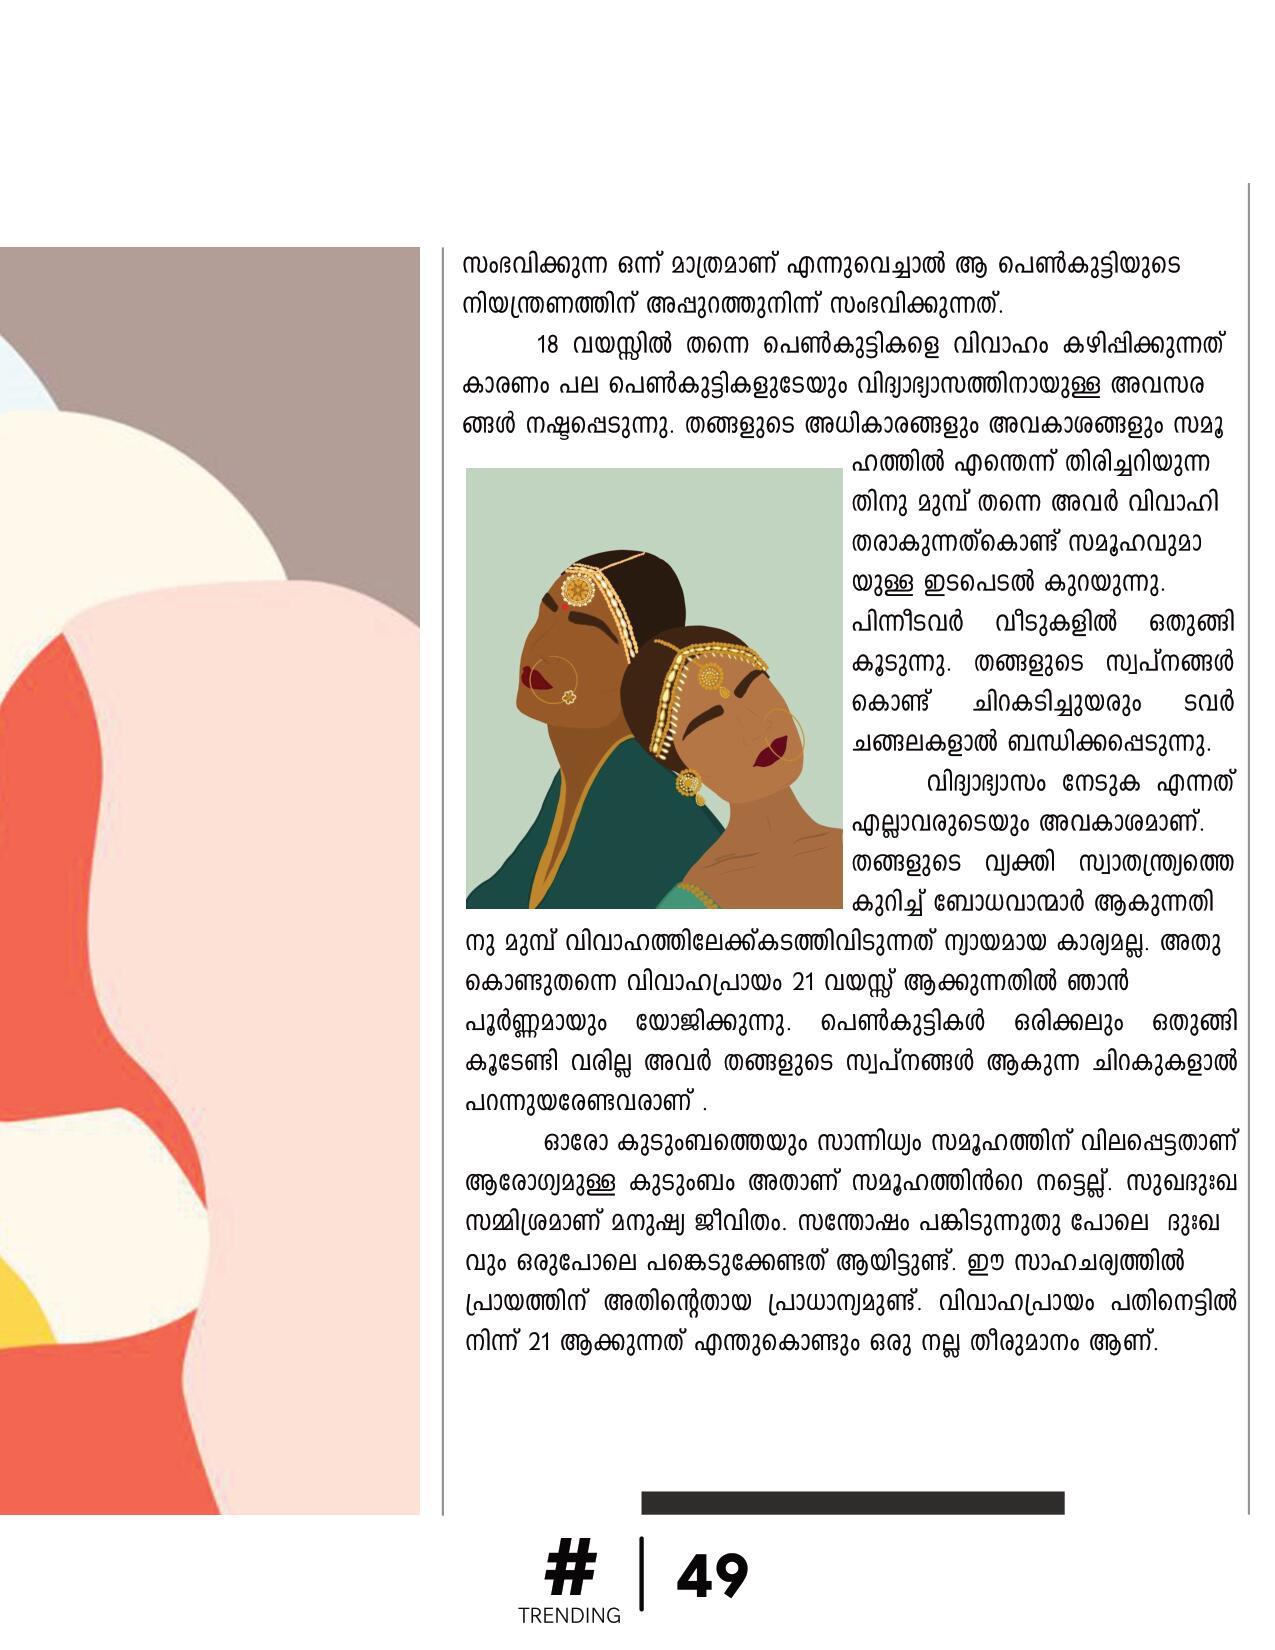 സംഭവിക്കുന്ന ഒന്ന് മാത്രമാണ് എന്നുവെച്ചാൽ ആ പെൺകുട്ടിയുടെ
നിയന്ത്രണത്തിന് അപ്പുറത്തുനിന്ന് സംഭവിക്കുന്നത്.
18 വയസ്സിൽ തന്നെ പെൺകുട്ടികളെ വിവാഹം കഴിപ്പിക്കുന്നത്
കാരണം പല പെൺകുട്ടികളുടേയും വിദ്യാഭ്യാസത്തിനായുള്ള അവസര
ങ്ങൾ നഷ്ടപ്പെടുന്നു. തങ്ങളുടെ അധികാരങ്ങളും അവകാശങ്ങളും സമൂ
ഹത്തിൽ എന്തെന്ന് തിരിച്ചറിയുന്ന
തിനു മുമ്പ് തന്നെ അവർ വിവാഹി
തരാകുന്നത്കൊണ്ട് സമൂഹവുമാ
യുള്ള ഇടപെടൽ കുറയുന്നു.
പിന്നീടവർ വീടുകളിൽ ഒതുങ്ങി
കൂടുന്നു. തങ്ങളുടെ സ്വപ്നങ്ങൾ
കൊണ്ട് ചിറകടിച്ചുയരും ടവർ
ചങ്ങലകളാൽ ബന്ധിക്കപ്പെടുന്നു.
വിദ്യാഭ്യാസം നേടുക എന്നത്
എല്ലാവരുടെയും അവകാശമാണ്.
തങ്ങളുടെ വ്യക്തി സ്വാതന്ത്ര്യത്തെ
കുറിച്ച് ബോധവാന്മാർ ആകുന്നതി
നു മുമ്പ് വിവാഹത്തിലേക്ക്കടത്തിവിടുന്നത് ന്യായമായ കാര്യമല്ല. അതു
കൊണ്ടുതന്നെ വിവാഹപ്രായം 21 വയസ്സ് ആക്കുന്നതിൽ ഞാൻ
പൂർണ്ണമായും യോജിക്കുന്നു. പെൺകുട്ടികൾ ഒരിക്കലും ഒതുങ്ങി
കൂടേണ്ടി വരില്ല അവർ തങ്ങളുടെ സ്വപ്നങ്ങൾ ആകുന്ന ചിറകുകളാൽ
പറന്നുയരേണ്ടവരാണ് .
ഓരോ കുടുംബത്തെയും സാന്നിധ്യം സമൂഹത്തിന് വിലപ്പെട്ടതാണ്
ആരോഗ്യമുള്ള കുടുംബം അതാണ് സമൂഹത്തിൻറെ നട്ടെല്ല്. സുഖദുഃഖ
സമ്മിശ്രമാണ് മനുഷ്യ ജീവിതം. സന്തോഷം പങ്കിടുന്നുതു പോലെ ദുഃഖ
വും ഒരുപോലെ പങ്കെടുക്കേണ്ടത് ആയിട്ടുണ്ട്. ഈ സാഹചര്യത്തിൽ
പ്രായത്തിന് അതിന്റെതായ പ്രാധാന്യമുണ്ട്. വിവാഹപ്രായം പതിനെട്ടിൽ
നിന്ന് 21 ആക്കുന്നത് എന്തുകൊണ്ടും ഒരു നല്ല തീരുമാനം ആണ്.
# | 49
TRENDING